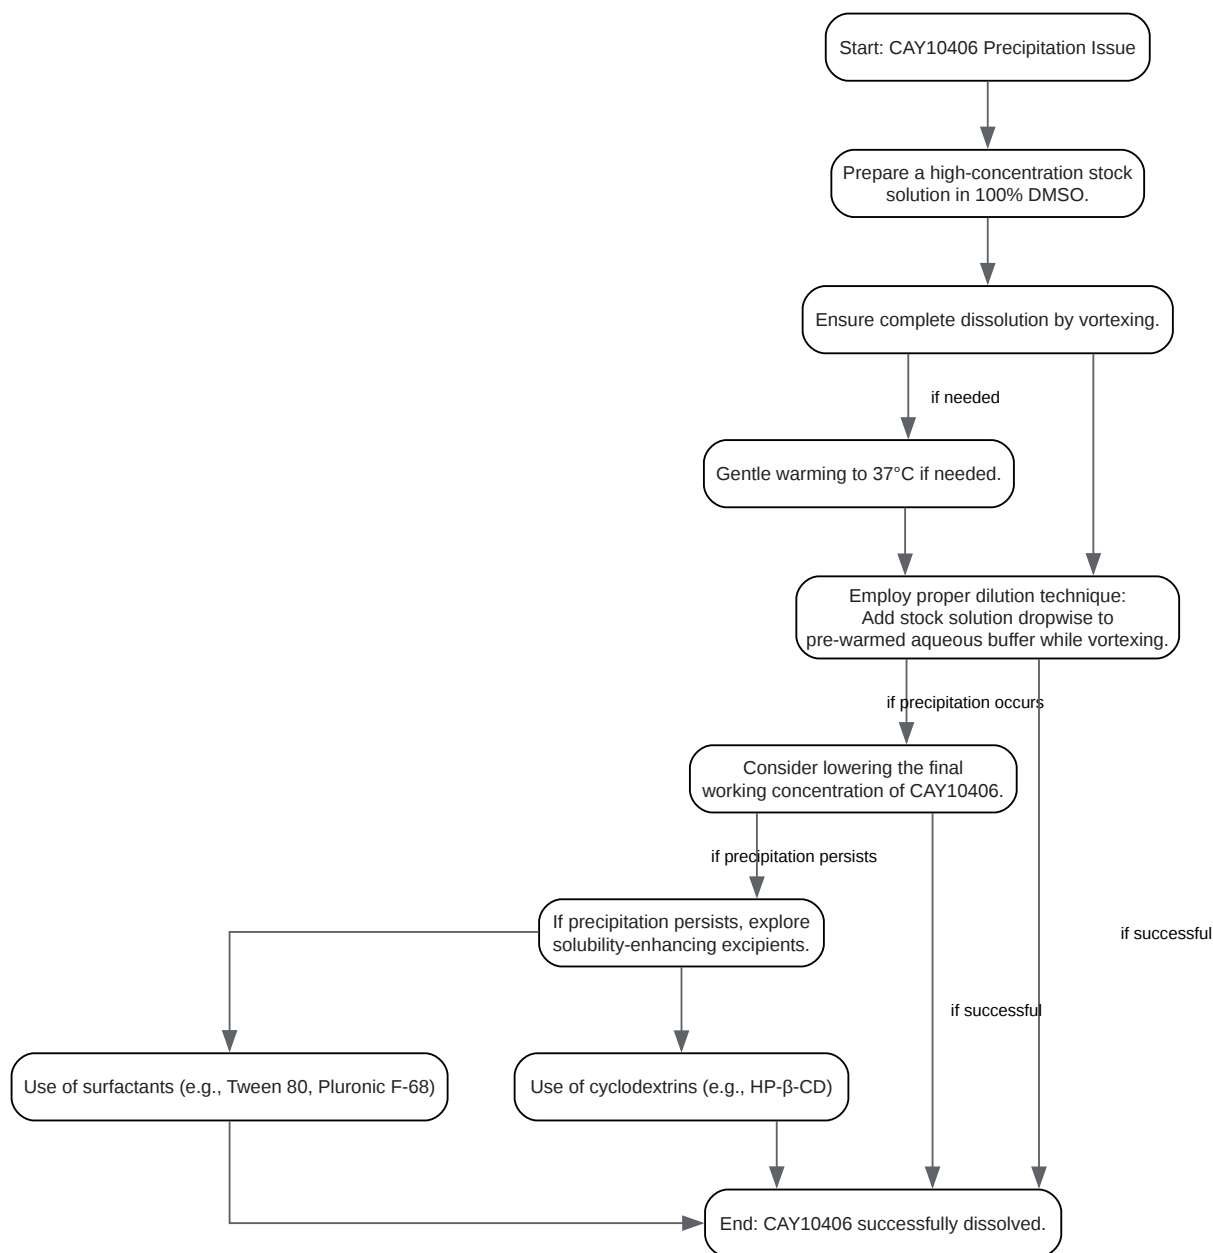 Start: CAY10406 Precipitation Issue
Prepare a high-concentration stock
solution in 100% DMSO.
Ensure complete dissolution by vortexing.
if needed
Gentle warming to 37°C if needed.
Employ proper dilution technique:
Add stock solution dropwise to
pre-warmed aqueous buffer while vortexing.
if precipitation occurs
Consider lowering the final
working concentration of CAY10406.
if precipitation persists
If precipitation persists, explore
solubility-enhancing excipients.
if successful
if successful
Use of surfactants (e.g., Tween 80, Pluronic F-68)
Use of cyclodextrins (e.g., HP-β-CD)
End: CAY10406 successfully dissolved.